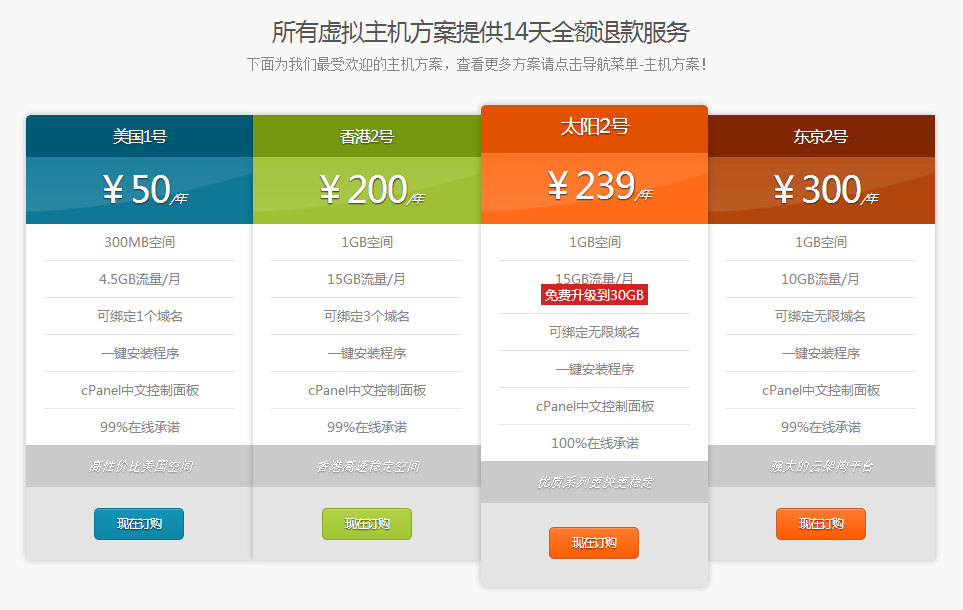 所有虚拟主机方案提供14天全额退款服务
下面为我们最受欢迎的主机方案，查看更多方案请点击导航菜单-主机方案！
美国1号
￥50/年
300MB空间
4.5GB流量/月
可绑定1个域名
一键安装程序
cPanel中文控制面板
99%在线承诺
高性价比美国空间
现在订购
香港2号
￥200/年
1GB空间
15GB流量/月
可绑定3个域名
一键安装程序
cPanel中文控制面板
99%在线承诺
香港高速稳定空间
现在订购
太阳2号
￥239/年
1GB空间
15GB流量/月
免费升级到30GB
可绑定无限域名
一键安装程序
cPanel中文控制面板
100%在线承诺
优质系列更快更稳定
现在订购
东京2号
￥300/年
1GB空间
10GB流量/月
可绑定无限域名
一键安装程序
cPanel中文控制面板
99%在线承诺
强大的云架构平台
现在订购